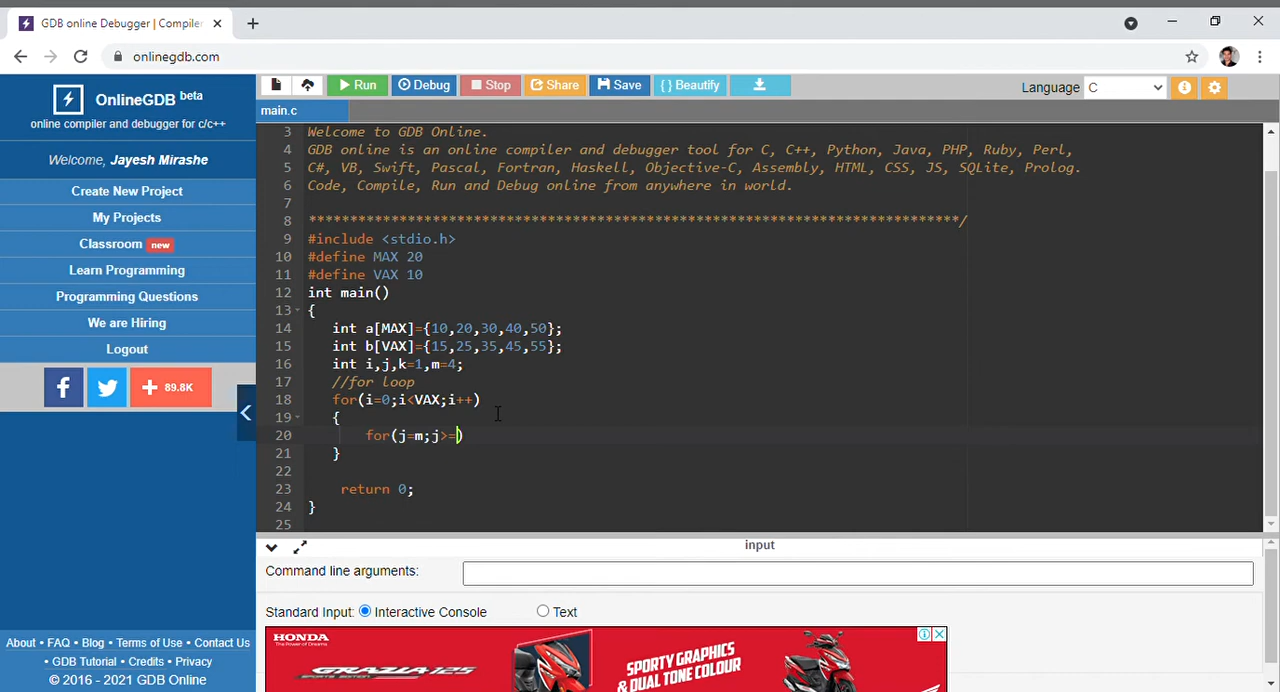 GDB online Debugger | Compiler
onlinegdb.com
OnlineGDB beta
online compiler and debugger for c/c++
Welcome, Jayesh Mirashe
Create New Project
My Projects
Classroom new
Learn Programming
Programming Questions
We are Hiring
Logout
f
+ 89.8K
About • FAQ • Blog • Terms of Use • Contact Us
• GDB Tutorial • Credits • Privacy
© 2016 - 2021 GDB Online
Run Debug Stop Share Save { } Beautify
Language C
main.c
3 Welcome to GDB Online.
4 GDB online is an online compiler and debugger tool for C, C++, Python, Java, PHP, Ruby, Perl,
5 C#, VB, Swift, Pascal, Fortran, Haskell, Objective-C, Assembly, HTML, CSS, JS, SQLite, Prolog.
6 Code, Compile, Run and Debug online from anywhere in world.
7
8 *******************************************************************************/
9 #include <stdio.h>
10 #define MAX 20
11 #define VAX 10
12 int main()
13 {
14 int a[MAX]={10,20,30,40,50};
15 int b[VAX]={15,25,35,45,55};
16 int i,j,k=1,m=4;
17 //for loop
18 for(i=0;i<VAX;i++)
19 {
20 for(j=m;j>=)
21 }
22
23 return 0;
24 }
25
input
Command line arguments:
Standard Input: Interactive Console Text
HONDA
The Power of Dreams
GRAZIA 125
SPORTS EDITION
SPORTY GRAPHICS
& DUAL TONE COLOUR